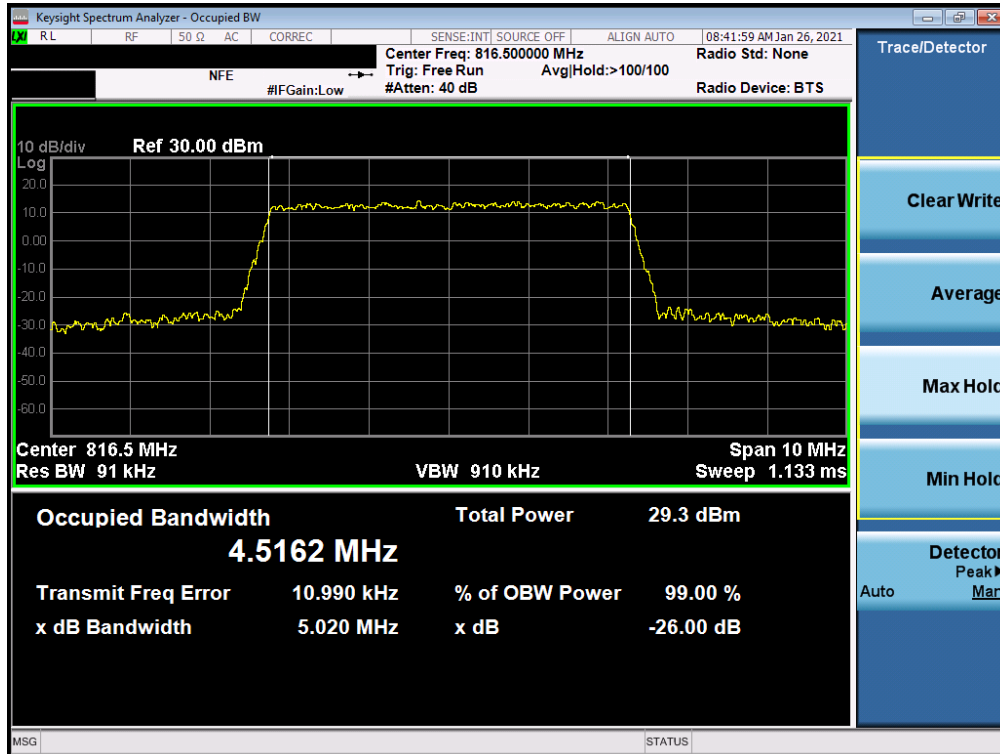 Keysight Spectrum Analyzer - Occupied BW
LXI RL RF 50 Ω AC CORREC SENSE:INT SOURCE OFF ALIGN AUTO 08:41:59 AM Jan 26, 2021
Center Freq: 816.500000 MHz Radio Std: None
NFE Trig: Free Run Avg|Hold:>100/100
#IFGain:Low #Atten: 40 dB Radio Device: BTS
10 dB/div Ref 30.00 dBm
Log
20.0
10.0
0.00
-10.0
-20.0
-30.0
-40.0
-50.0
-60.0
Center 816.5 MHz Span 10 MHz
Res BW 91 kHz VBW 910 kHz Sweep 1.133 ms
Occupied Bandwidth Total Power 29.3 dBm
4.5162 MHz
Transmit Freq Error 10.990 kHz % of OBW Power 99.00 %
x dB Bandwidth 5.020 MHz x dB -26.00 dB
MSG STATUS
Trace/Detector
Clear Write
Average
Max Hold
Min Hold
Detector
Peak▶
Auto Man